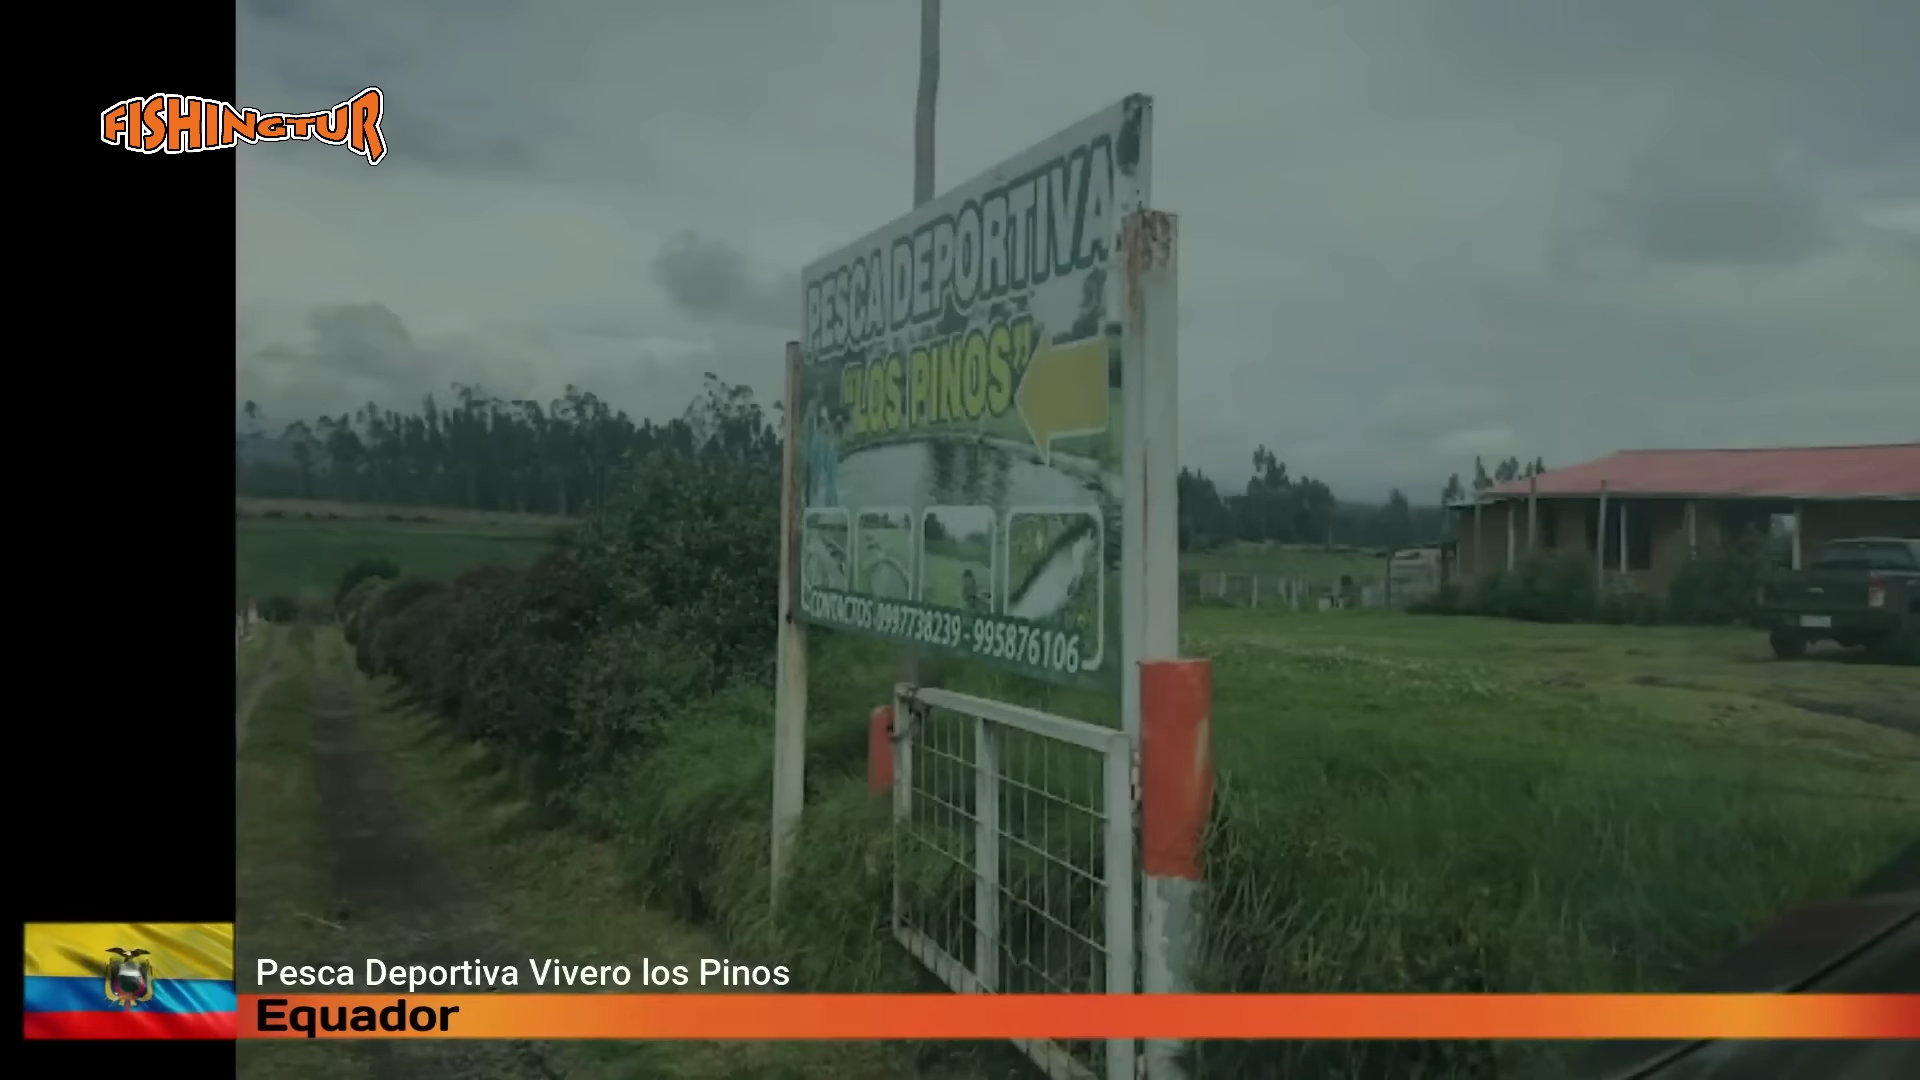 FISHINGTUR
PESCA DEPORTIVA
"LOS PINOS"
CONTACTOS 0997738239 - 995876106
Pesca Deportiva Vivero los Pinos
Equador